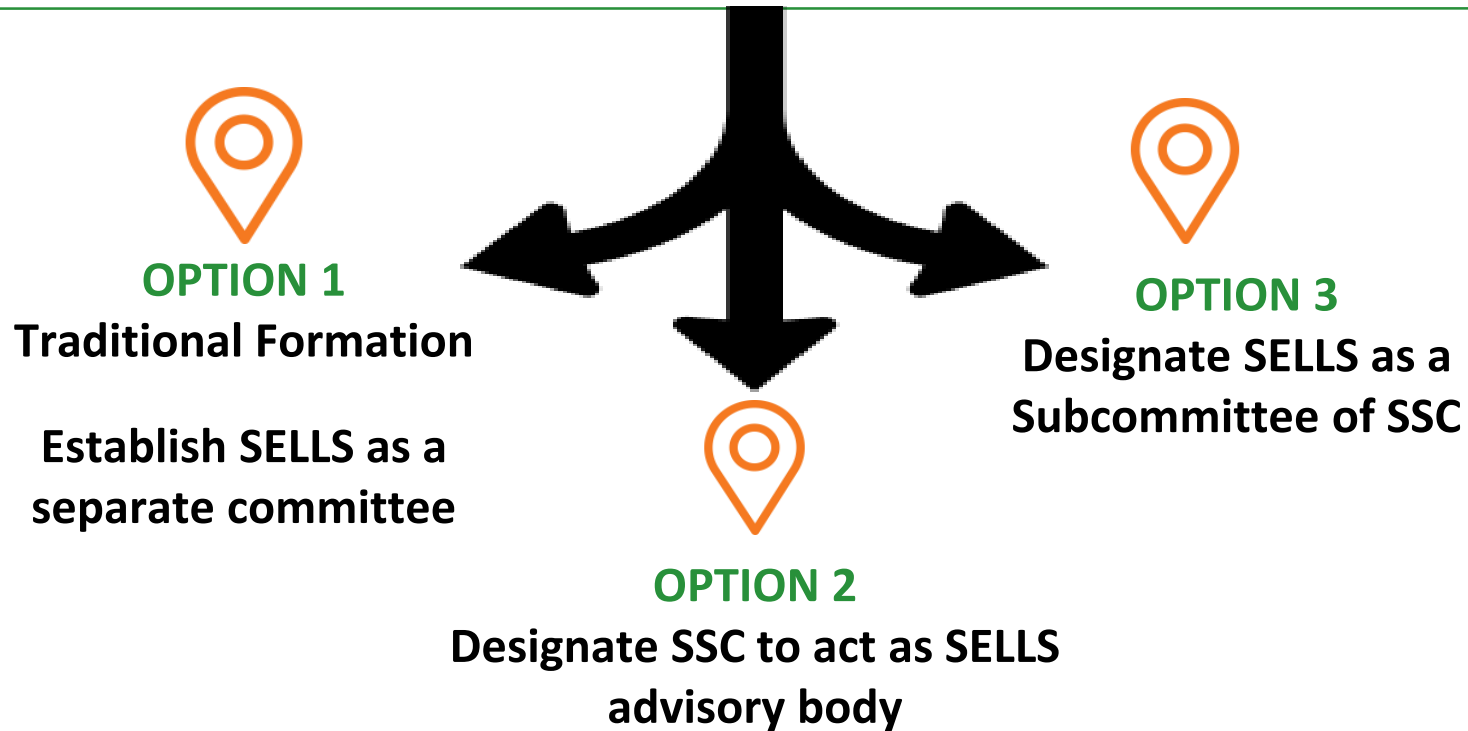 OPTION 1
Traditional Formation
Establish SELLS as a
separate committee
OPTION 2
Designate SSC to act as SELLS
advisory body
OPTION 3
Designate SELLS as a
Subcommittee of SSC